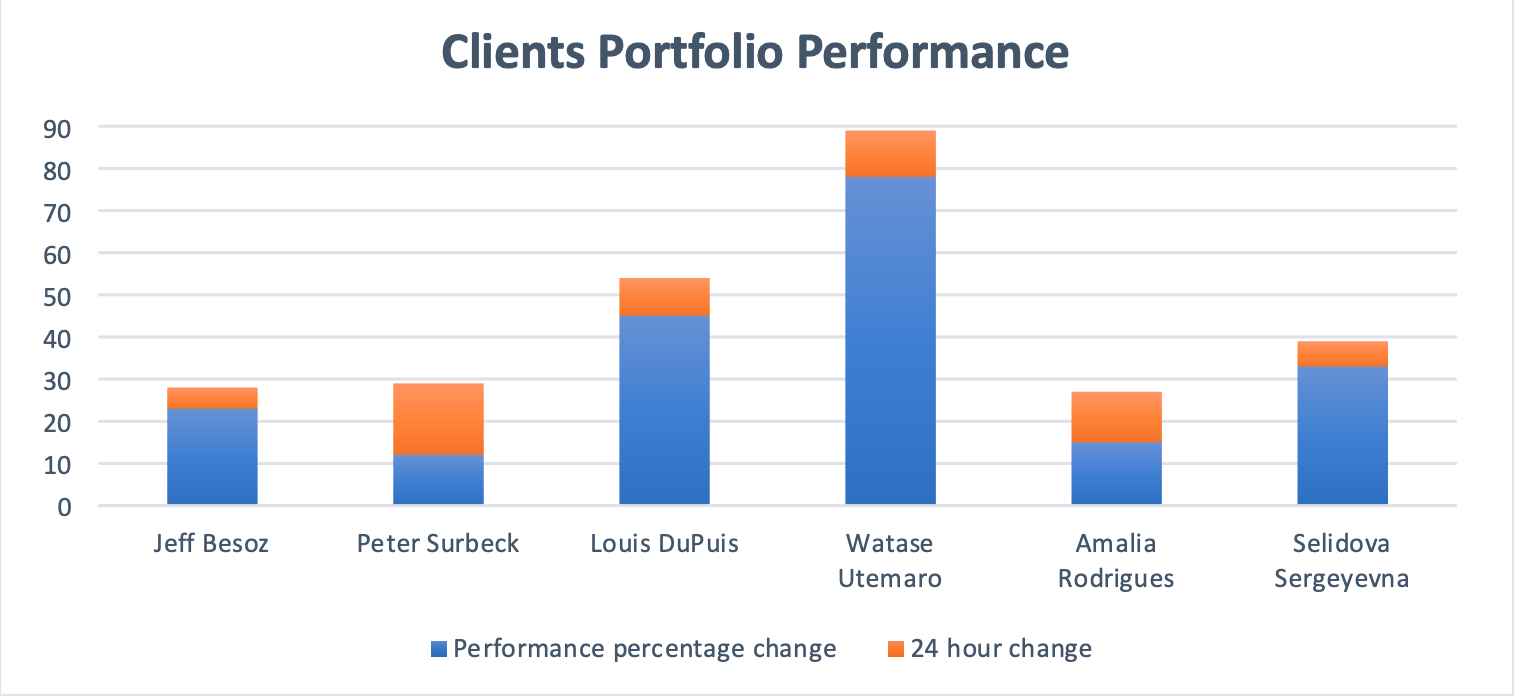 Clients Portfolio Performance
90
80
70
60
50
40
30
20
10
0
Jeff Besoz
Peter Surbeck
Louis DuPuis
Watase
Utemaro
Amalia
Rodrigues
Selidova
Sergeyevna
Performance percentage change
24 hour change